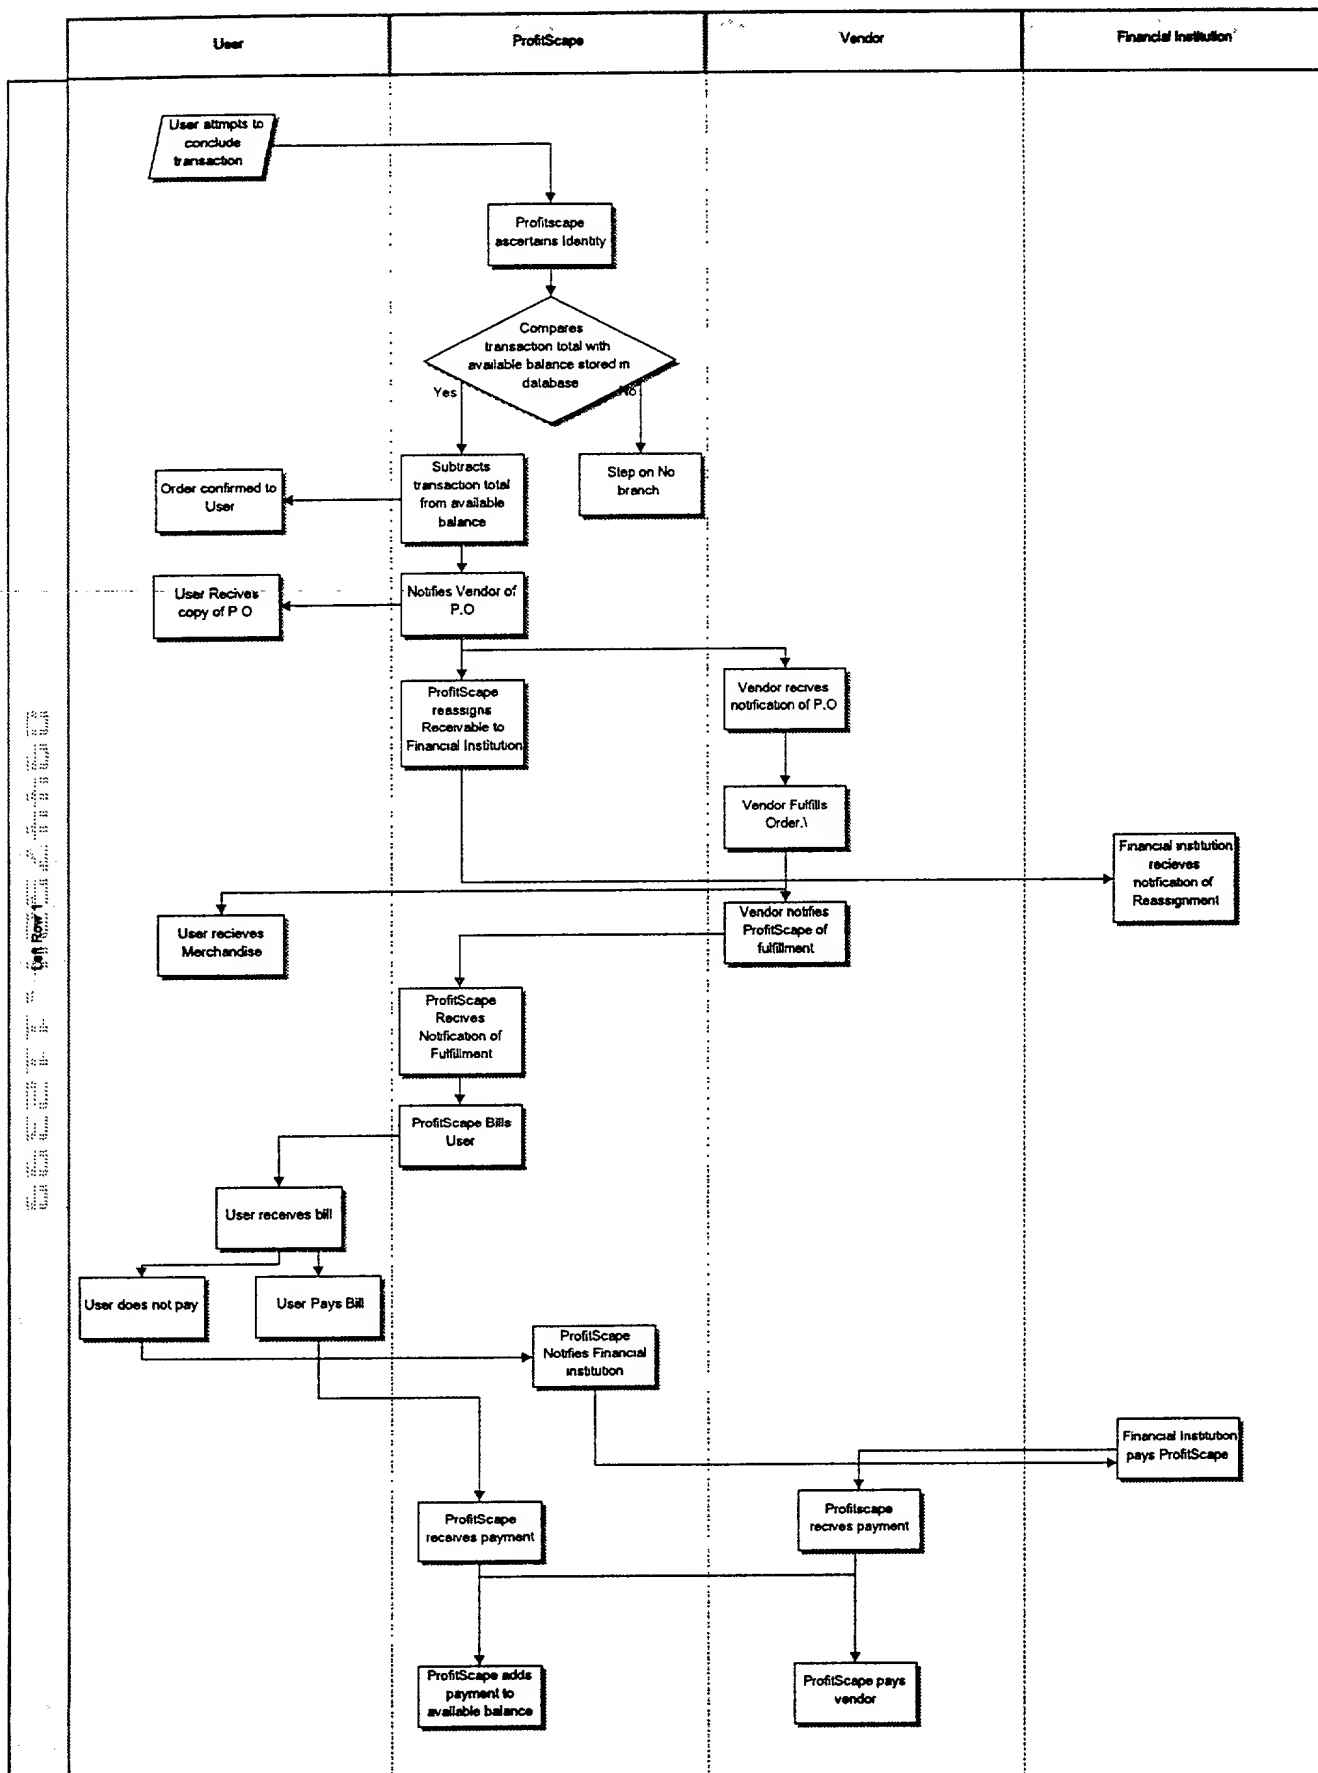 User
ProfitScape
Vendor
Financial Institution
User attmpts to
conclude
transaction
Profitscape
ascertains Identity
Compares
transaction total with
available balance stored in
database
Yes
No
Subtracts
transaction total
from available
balance
Step on No
branch
Order confirmed to
User
User Recives
copy of P O
Notifies Vendor of
P.O
ProfitScape
reassigns
Receivable to
Financial Institution
Vendor recives
notification of P.O
Vendor Fulfills
Order.\
Financial institution
recieves
notification of
Reassignment
User recieves
Merchandise
Vendor notifies
ProfitScape of
fulfillment
ProfitScape
Recives
Notification of
Fulfillment
ProfitScape Bills
User
User receives bill
User does not pay
User Pays Bill
ProfitScape
Notifies Financial
institution
Financial Institution
pays ProfitScape
ProfitScape
receives payment
Profitscape
recives payment
ProfitScape adds
payment to
available balance
ProfitScape pays
vendor
Row 1